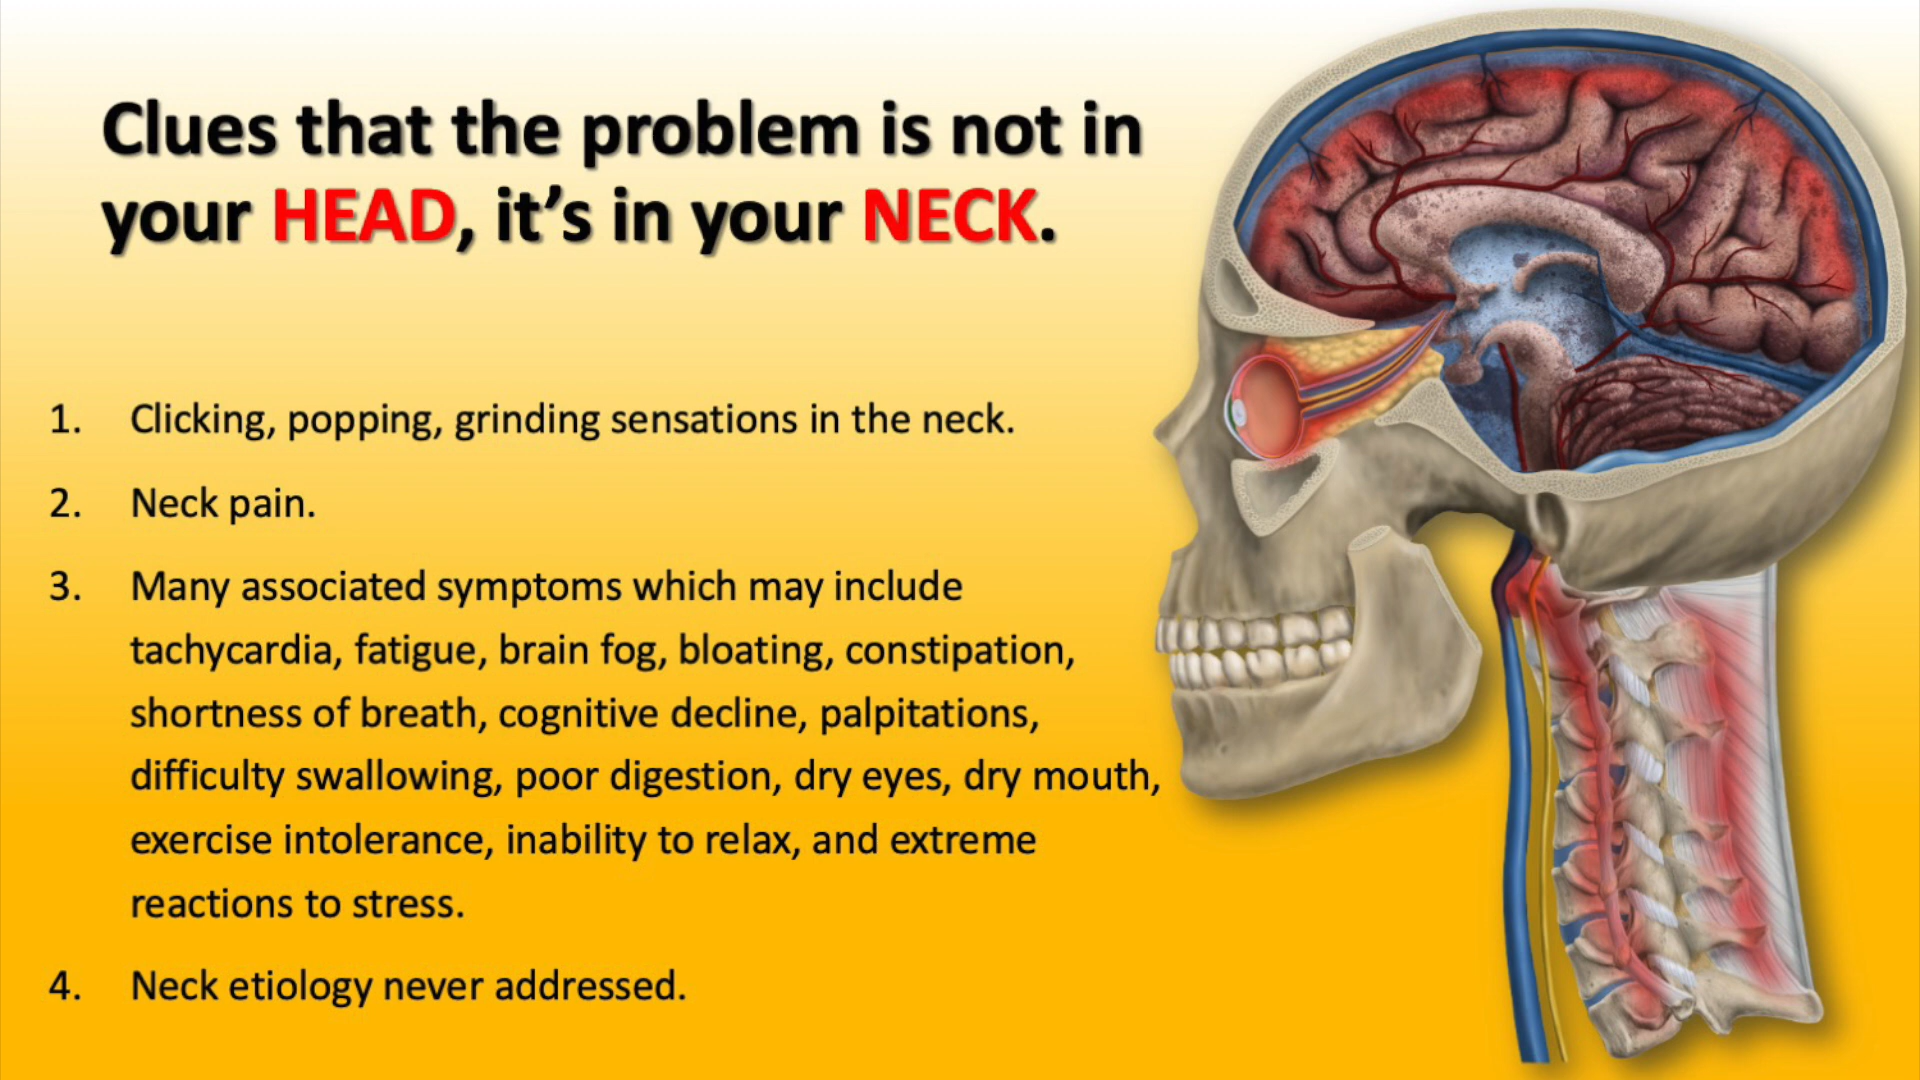 Clues that the problem is not in
your HEAD, it’s in your NECK.
1. Clicking, popping, grinding sensations in the neck.
2. Neck pain.
3. Many associated symptoms which may include
tachycardia, fatigue, brain fog, bloating, constipation,
shortness of breath, cognitive decline, palpitations,
difficulty swallowing, poor digestion, dry eyes, dry mouth,
exercise intolerance, inability to relax, and extreme
reactions to stress.
4. Neck etiology never addressed.